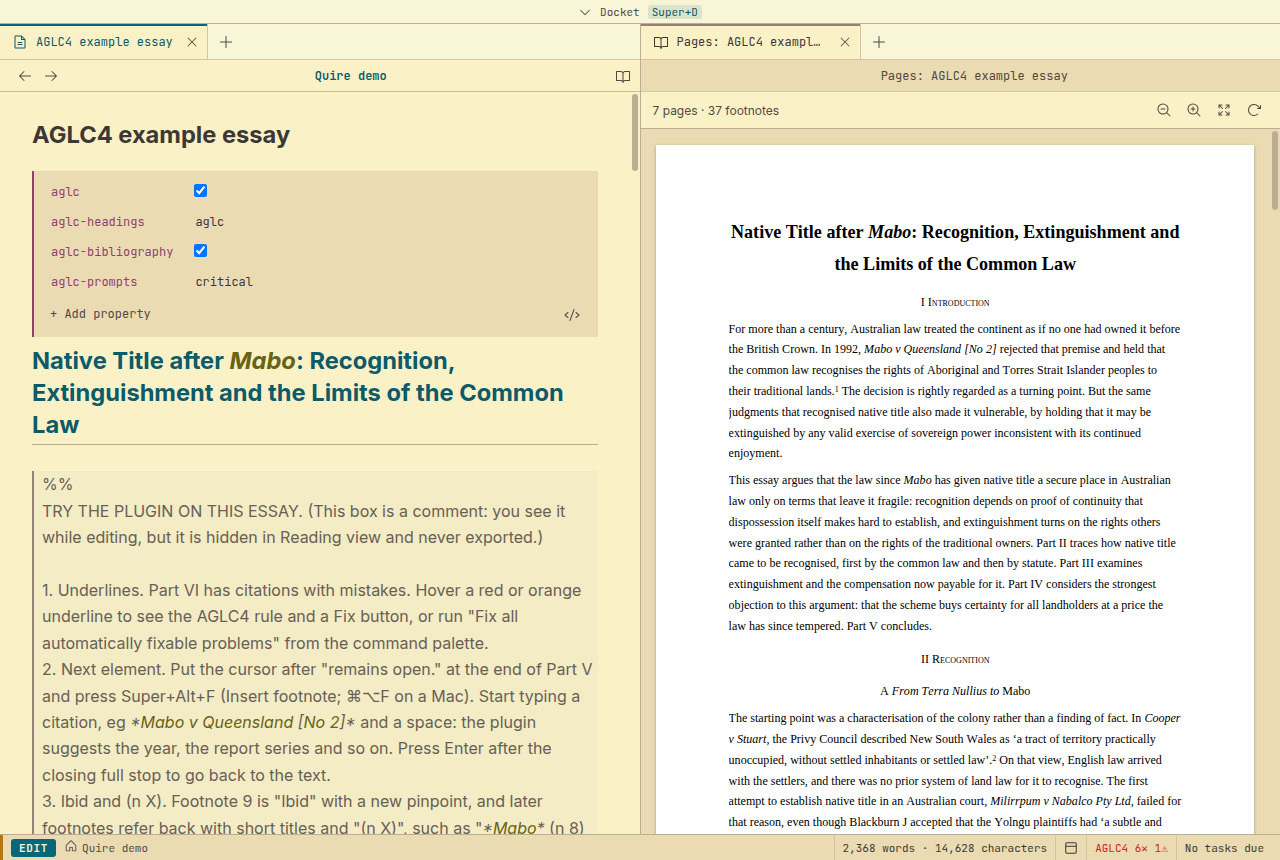 Docket Super+D
AGLC4 example essay
Pages: AGLC4 exampl…
Quire demo
Pages: AGLC4 example essay
7 pages · 37 footnotes
AGLC4 example essay
aglc
aglc-headings aglc
aglc-bibliography
aglc-prompts critical
+ Add property
Native Title after Mabo: Recognition,
Extinguishment and the Limits of the Common
Law
%%
TRY THE PLUGIN ON THIS ESSAY. (This box is a comment: you see it
while editing, but it is hidden in Reading view and never exported.)
1. Underlines. Part VI has citations with mistakes. Hover a red or orange
underline to see the AGLC4 rule and a Fix button, or run "Fix all
automatically fixable problems" from the command palette.
2. Next element. Put the cursor after "remains open." at the end of Part V
and press Super+Alt+F (Insert footnote; ⌘⌥F on a Mac). Start typing a
citation, eg *Mabo v Queensland [No 2]* and a space: the plugin
suggests the year, the report series and so on. Press Enter after the
closing full stop to go back to the text.
3. Ibid and (n X). Footnote 9 is "Ibid" with a new pinpoint, and later
footnotes refer back with short titles and "(n X)", such as "*Mabo* (n 8)
Native Title after Mabo: Recognition, Extinguishment and
the Limits of the Common Law
I Introduction
For more than a century, Australian law treated the continent as if no one had owned it before
the British Crown. In 1992, Mabo v Queensland [No 2] rejected that premise and held that
the common law recognises the rights of Aboriginal and Torres Strait Islander peoples to
their traditional lands.1 The decision is rightly regarded as a turning point. But the same
judgments that recognised native title also made it vulnerable, by holding that it may be
extinguished by any valid exercise of sovereign power inconsistent with its continued
enjoyment.
This essay argues that the law since Mabo has given native title a secure place in Australian
law only on terms that leave it fragile: recognition depends on proof of continuity that
dispossession itself makes hard to establish, and extinguishment turns on the rights others
were granted rather than on the rights of the traditional owners. Part II traces how native title
came to be recognised, first by the common law and then by statute. Part III examines
extinguishment and the compensation now payable for it. Part IV considers the strongest
objection to this argument: that the scheme buys certainty for all landholders at a price the
law has since tempered. Part V concludes.
II Recognition
A From Terra Nullius to Mabo
The starting point was a characterisation of the colony rather than a finding of fact. In Cooper
v Stuart, the Privy Council described New South Wales as ‘a tract of territory practically
unoccupied, without settled inhabitants or settled law’.2 On that view, English law arrived
with the settlers, and there was no prior system of land law for it to recognise. The first
attempt to establish native title in an Australian court, Milirrpum v Nabalco Pty Ltd, failed for
that reason, even though Blackburn J accepted that the Yolngu plaintiffs had ‘a subtle and
EDIT Quire demo
2,368 words · 14,628 characters
AGLC4 6× 1⚠
No tasks due